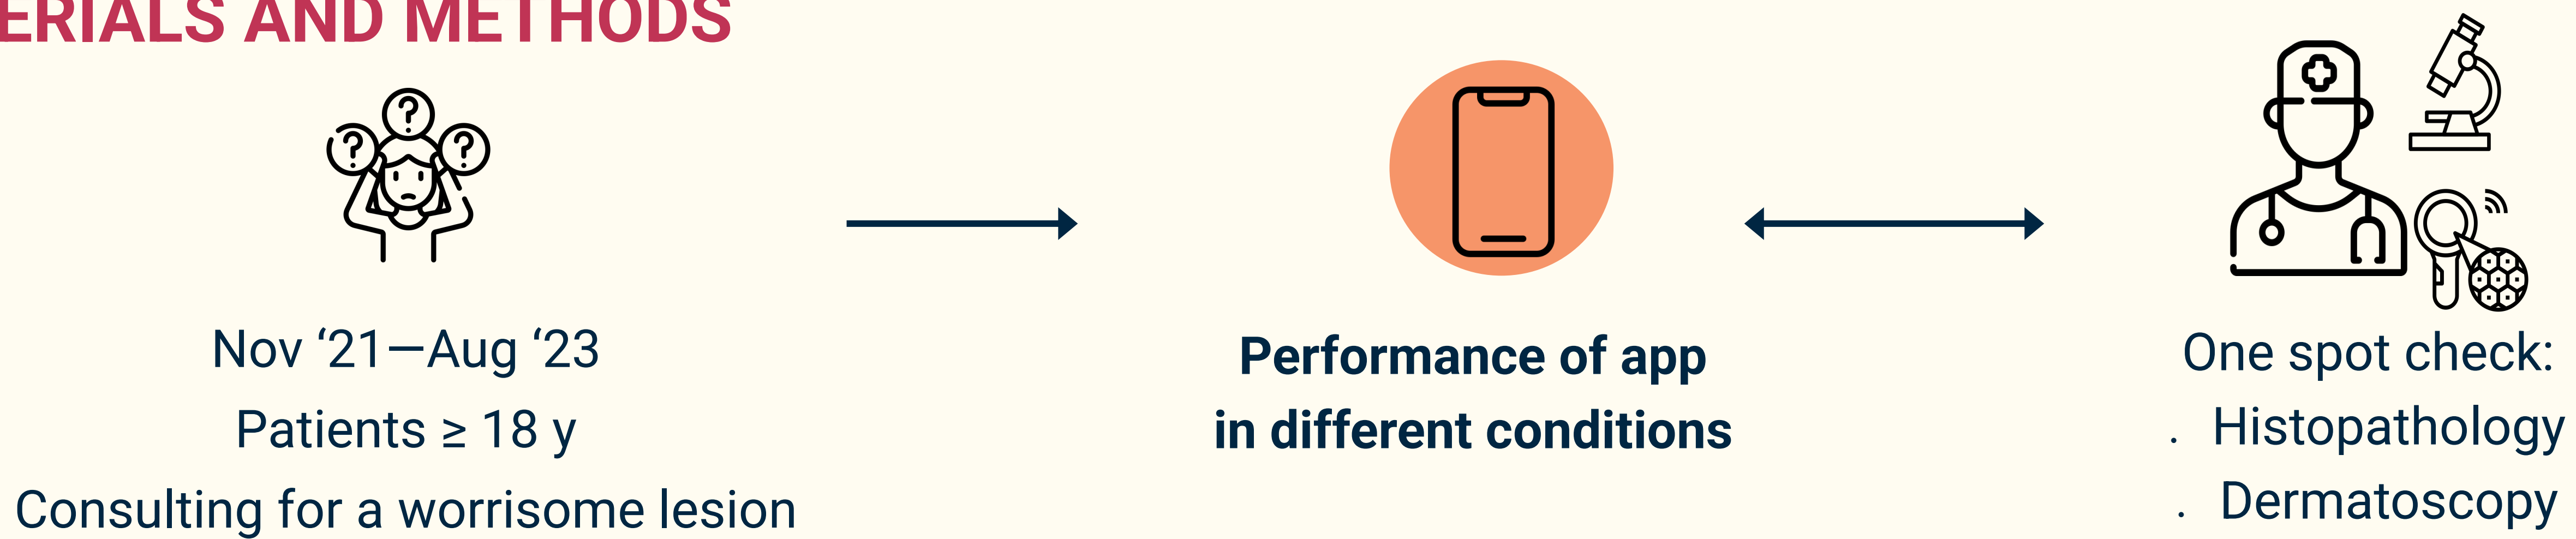 ERIALS AND METHODS
Nov ‘21—Aug ‘23
Patients ≥ 18 y
Consulting for a worrisome lesion
Performance of app
in different conditions
One spot check:
. Histopathology
. Dermatoscopy